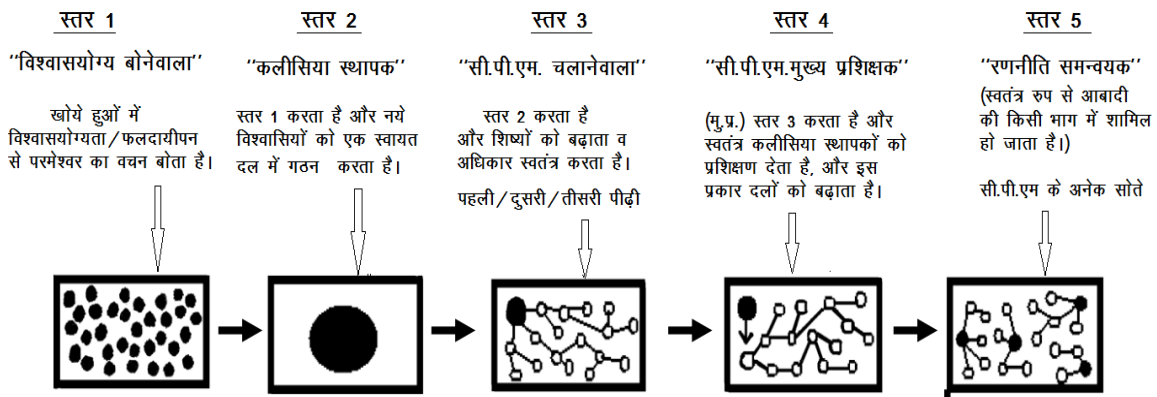 स्तर 1
"विश्वासयोग्य बोनेवाला"
खोये हुओं में
विश्वासयोग्यता/फलदायीपन
से परमेश्वर का वचन बोता है।
स्तर 2
"कलीसिया स्थापक"
स्तर 1 करता है और नये
विश्वासियों को एक स्वायत
दल में गठन करता है।
स्तर 3
"सी.पी.एम. चलानेवाला"
स्तर 2 करता है
और शिष्यों को बढ़ाता व
अधिकार स्वतंत्र करता है।
पहली/दुसरी/तीसरी पीढ़ी
स्तर 4
"सी.पी.एम.मुख्य प्रशिक्षक"
(मु.प्र.) स्तर 3 करता है और
स्वतंत्र कलीसिया स्थापकों को
प्रशिक्षण देता है, और इस
प्रकार दलों को बढ़ाता है।
स्तर 5
"रणनीति समन्वयक"
(स्वतंत्र रुप से आबादी
की किसी भाग में शामिल
हो जाता है।)
सी.पी.एम के अनेक सोते